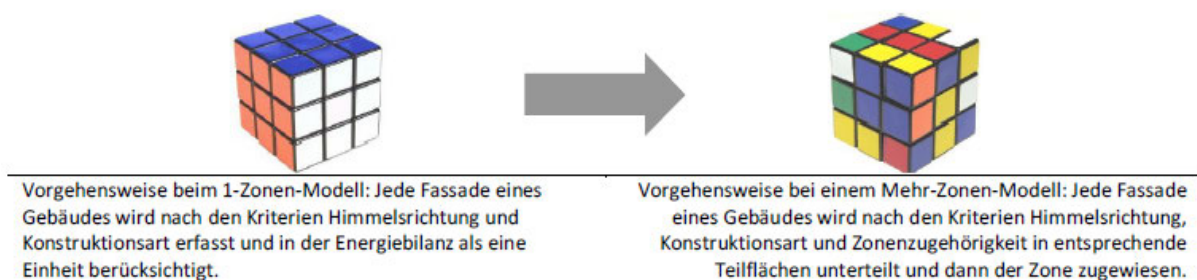 Vorgehensweise beim 1-Zonen-Modell: Jede Fassade eines
Gebäudes wird nach den Kriterien Himmelsrichtung und
Konstruktionsart erfasst und in der Energiebilanz als eine
Einheit berücksichtigt.
Vorgehensweise bei einem Mehr-Zonen-Modell: Jede Fassade
eines Gebäudes wird nach den Kriterien Himmelsrichtung,
Konstruktionsart und Zonenzugehörigkeit in entsprechende
Teilflächen unterteilt und dann der Zone zugewiesen.